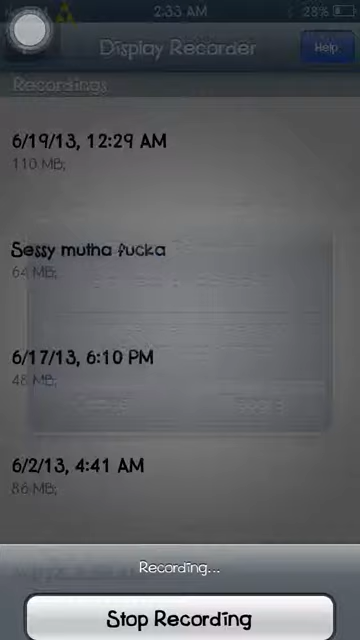 2:33 AM
28%
Display Recorder
Help
Recordings
6/19/13, 12:29 AM
110 MB;
Sessy mutha fucka
64 MB;
6/17/13, 6:10 PM
48 MB;
6/2/13, 4:41 AM
86 MB;
Recording...
Stop Recording